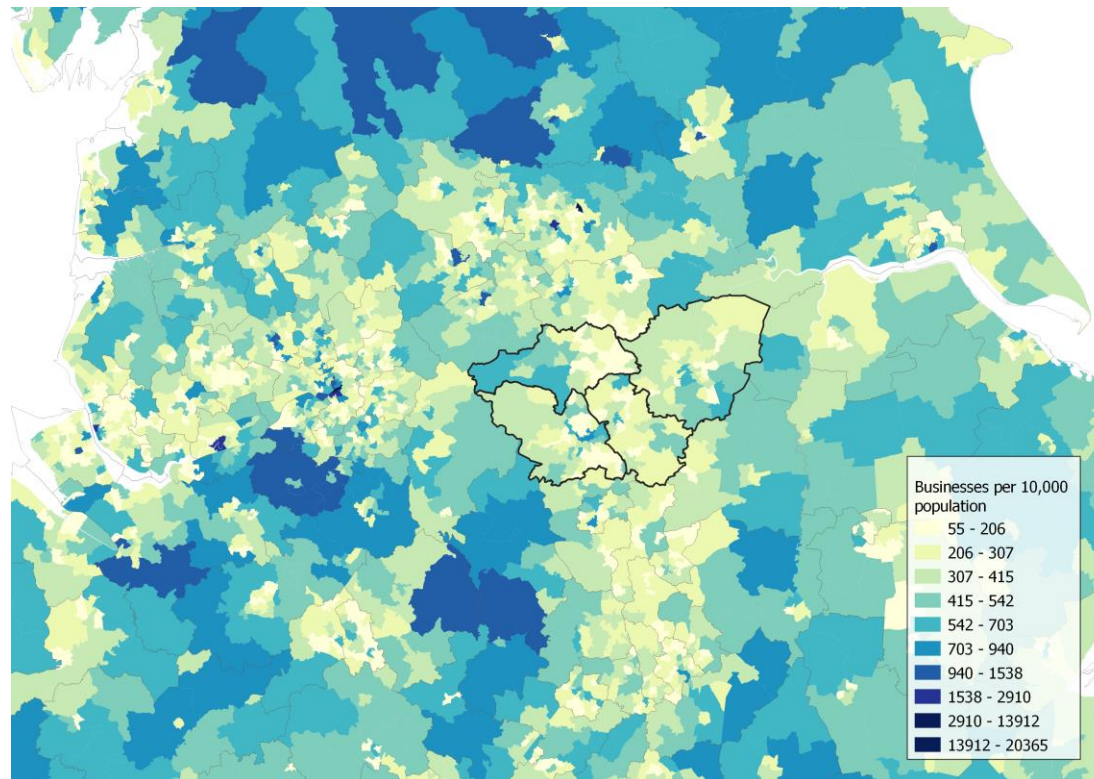 Businesses per 10,000
population
55 - 206
206 - 307
307 - 415
415 - 542
542 - 703
703 - 940
940 - 1538
1538 - 2910
2910 - 13912
13912 - 20365